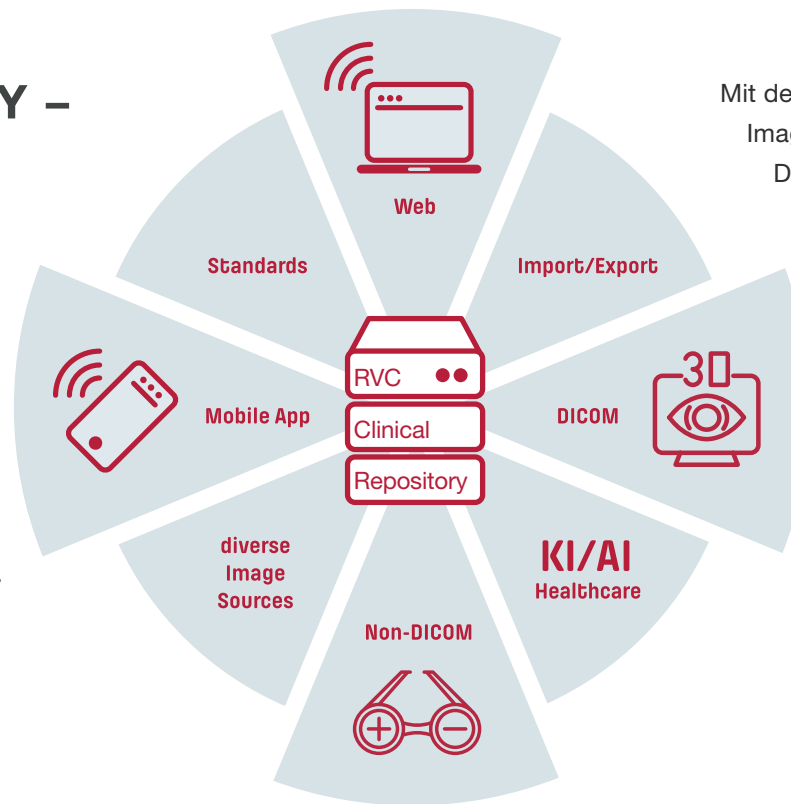 Y –
Mit de
Imag
D
Web
Standards
Import/Export
3D
RVC
Clinical
Repository
Mobile App
DICOM
diverse
Image
Sources
KI/AI
Healthcare
Non-DICOM